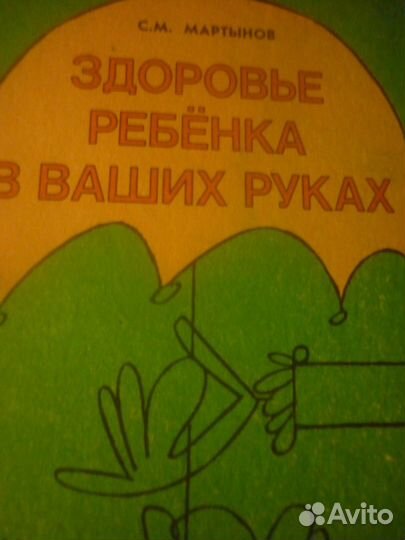 С.М. МАРТЫНОВ
ЗДОРОВЬЕ
РЕБЁНКА
В ВАШИХ РУКАХ
Avito